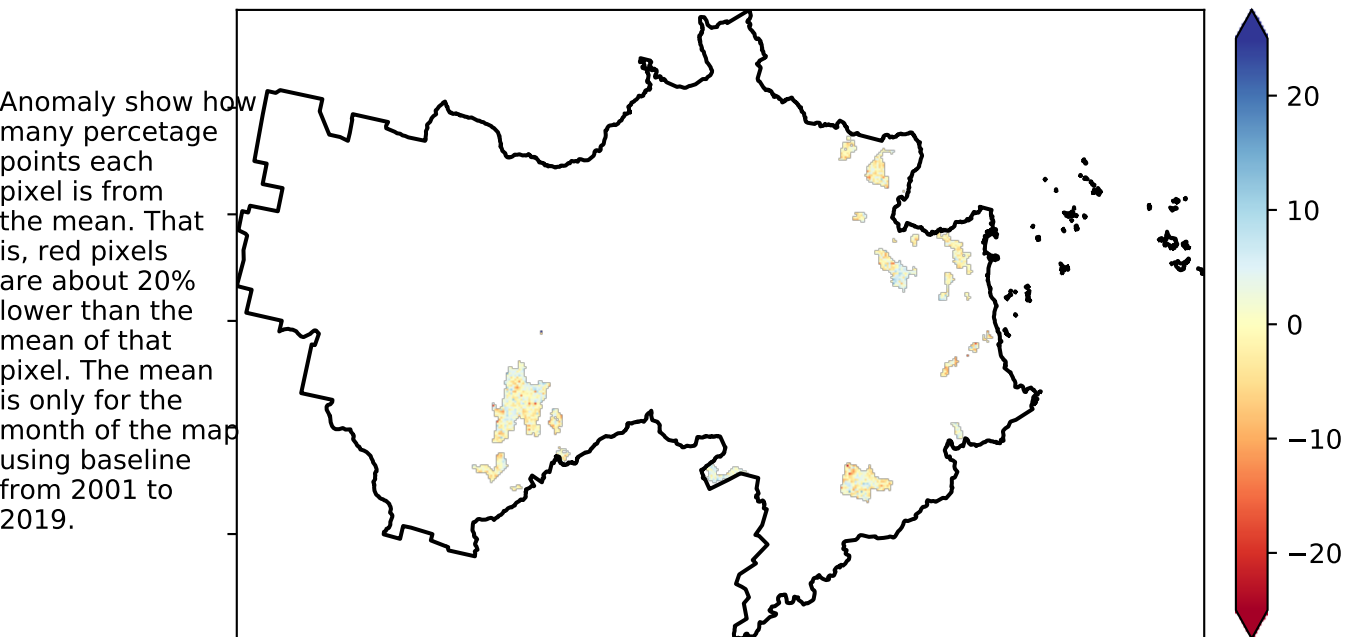 Anomaly show how
many percetage
points each
pixel is from
the mean. That
is, red pixels
are about 20%
lower than the
mean of that
pixel. The mean
is only for the
month of the map
using baseline
from 2001 to
2019.
20
10
0
−10
−20